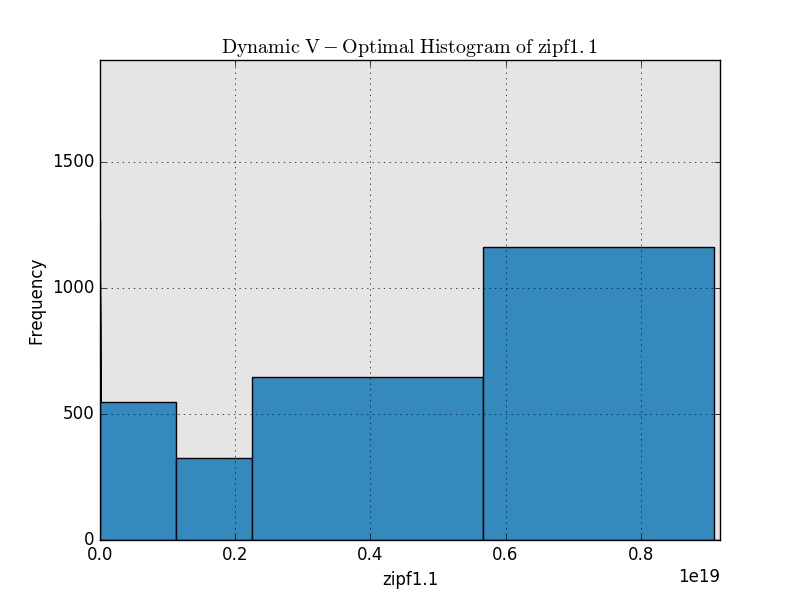 Dynamic V − Optimal Histogram of zipf1.1
Frequency
1500
1000
500
0
0.0 0.2 0.4 0.6 0.8
1e19
zipf1.1